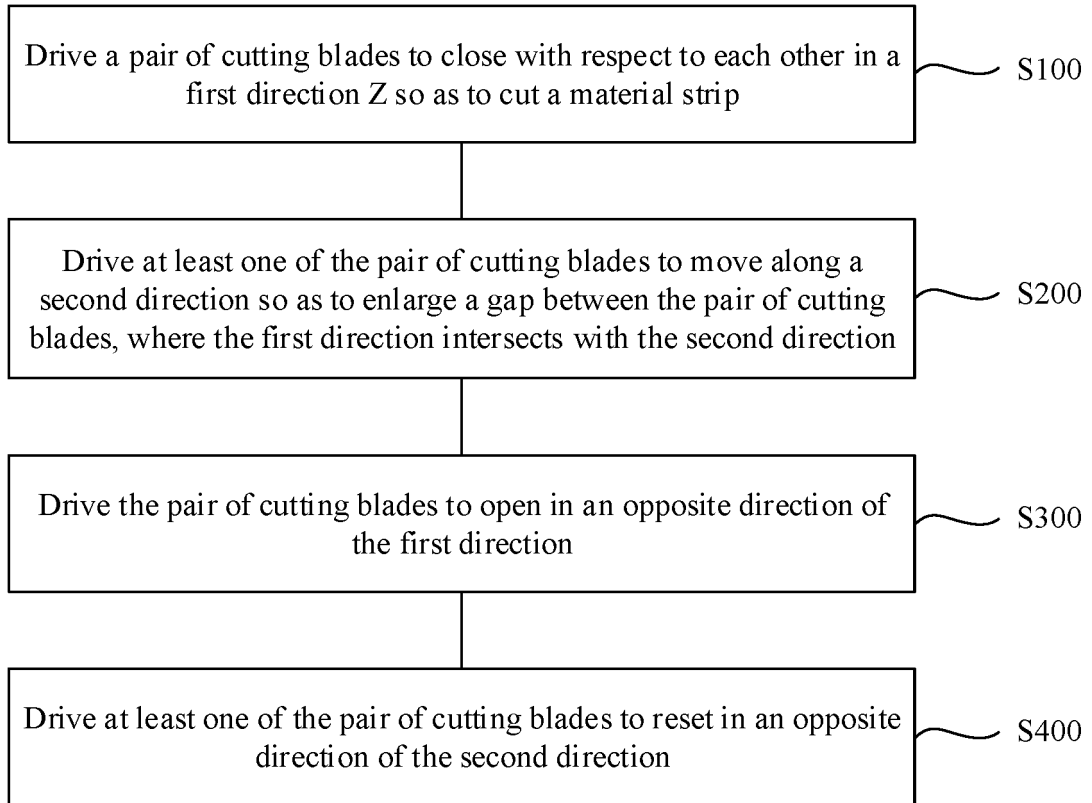 Drive a pair of cutting blades to close with respect to each other in a
first direction Z so as to cut a material strip
S100
Drive at least one of the pair of cutting blades to move along a
second direction so as to enlarge a gap between the pair of cutting
blades, where the first direction intersects with the second direction
S200
Drive the pair of cutting blades to open in an opposite direction of
the first direction
S300
Drive at least one of the pair of cutting blades to reset in an opposite
direction of the second direction
S400